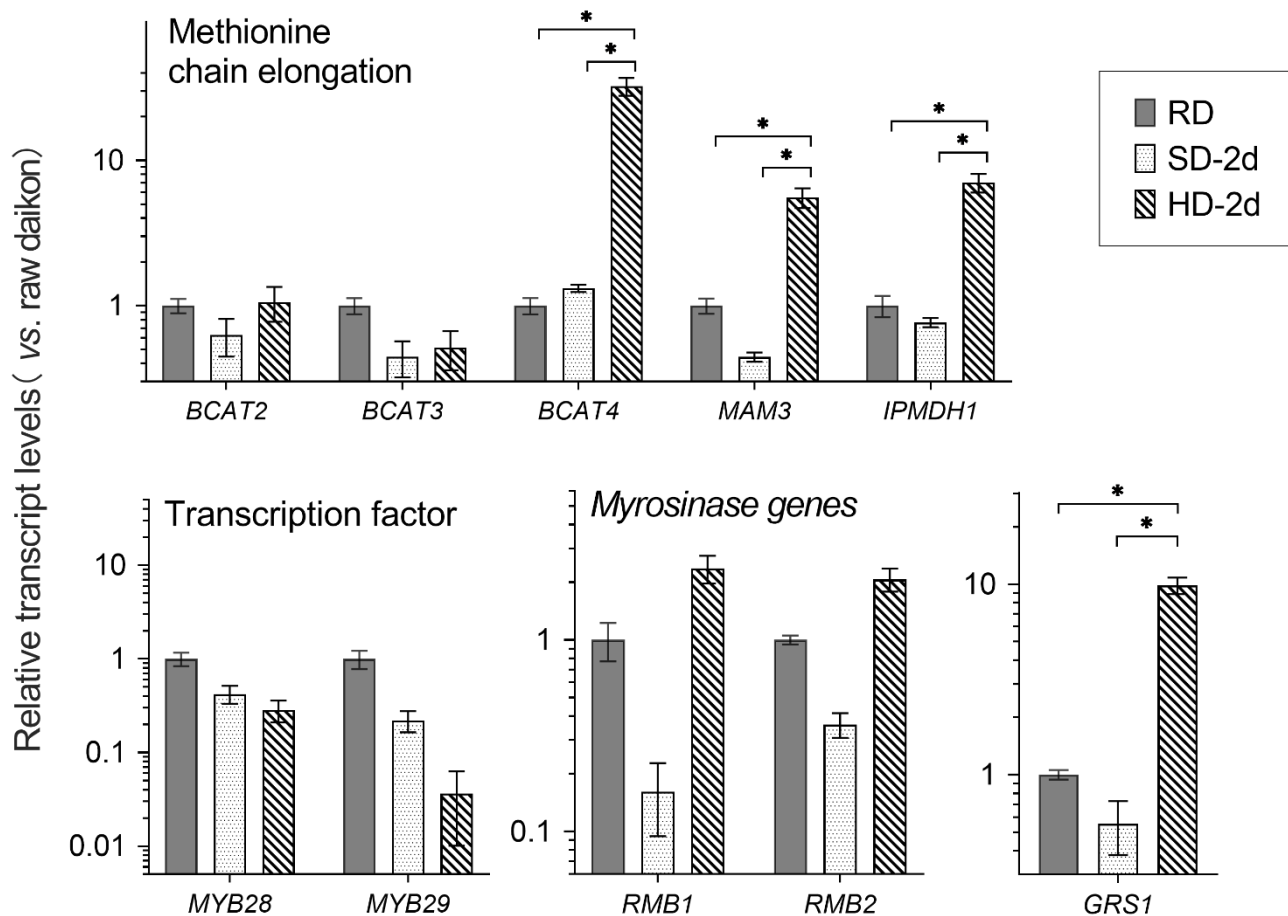 Relative transcript levels( vs. raw daikon)
Methionine
chain elongation
* * * * * *
10
1
BCAT2 BCAT3 BCAT4 MAM3 IPMDH1
RD
SD-2d
HD-2d
Transcription factor
10
1
0.1
0.01
MYB28 MYB29
Myrosinase genes
1
0.1
RMB1 RMB2
* *
10
1
GRS1